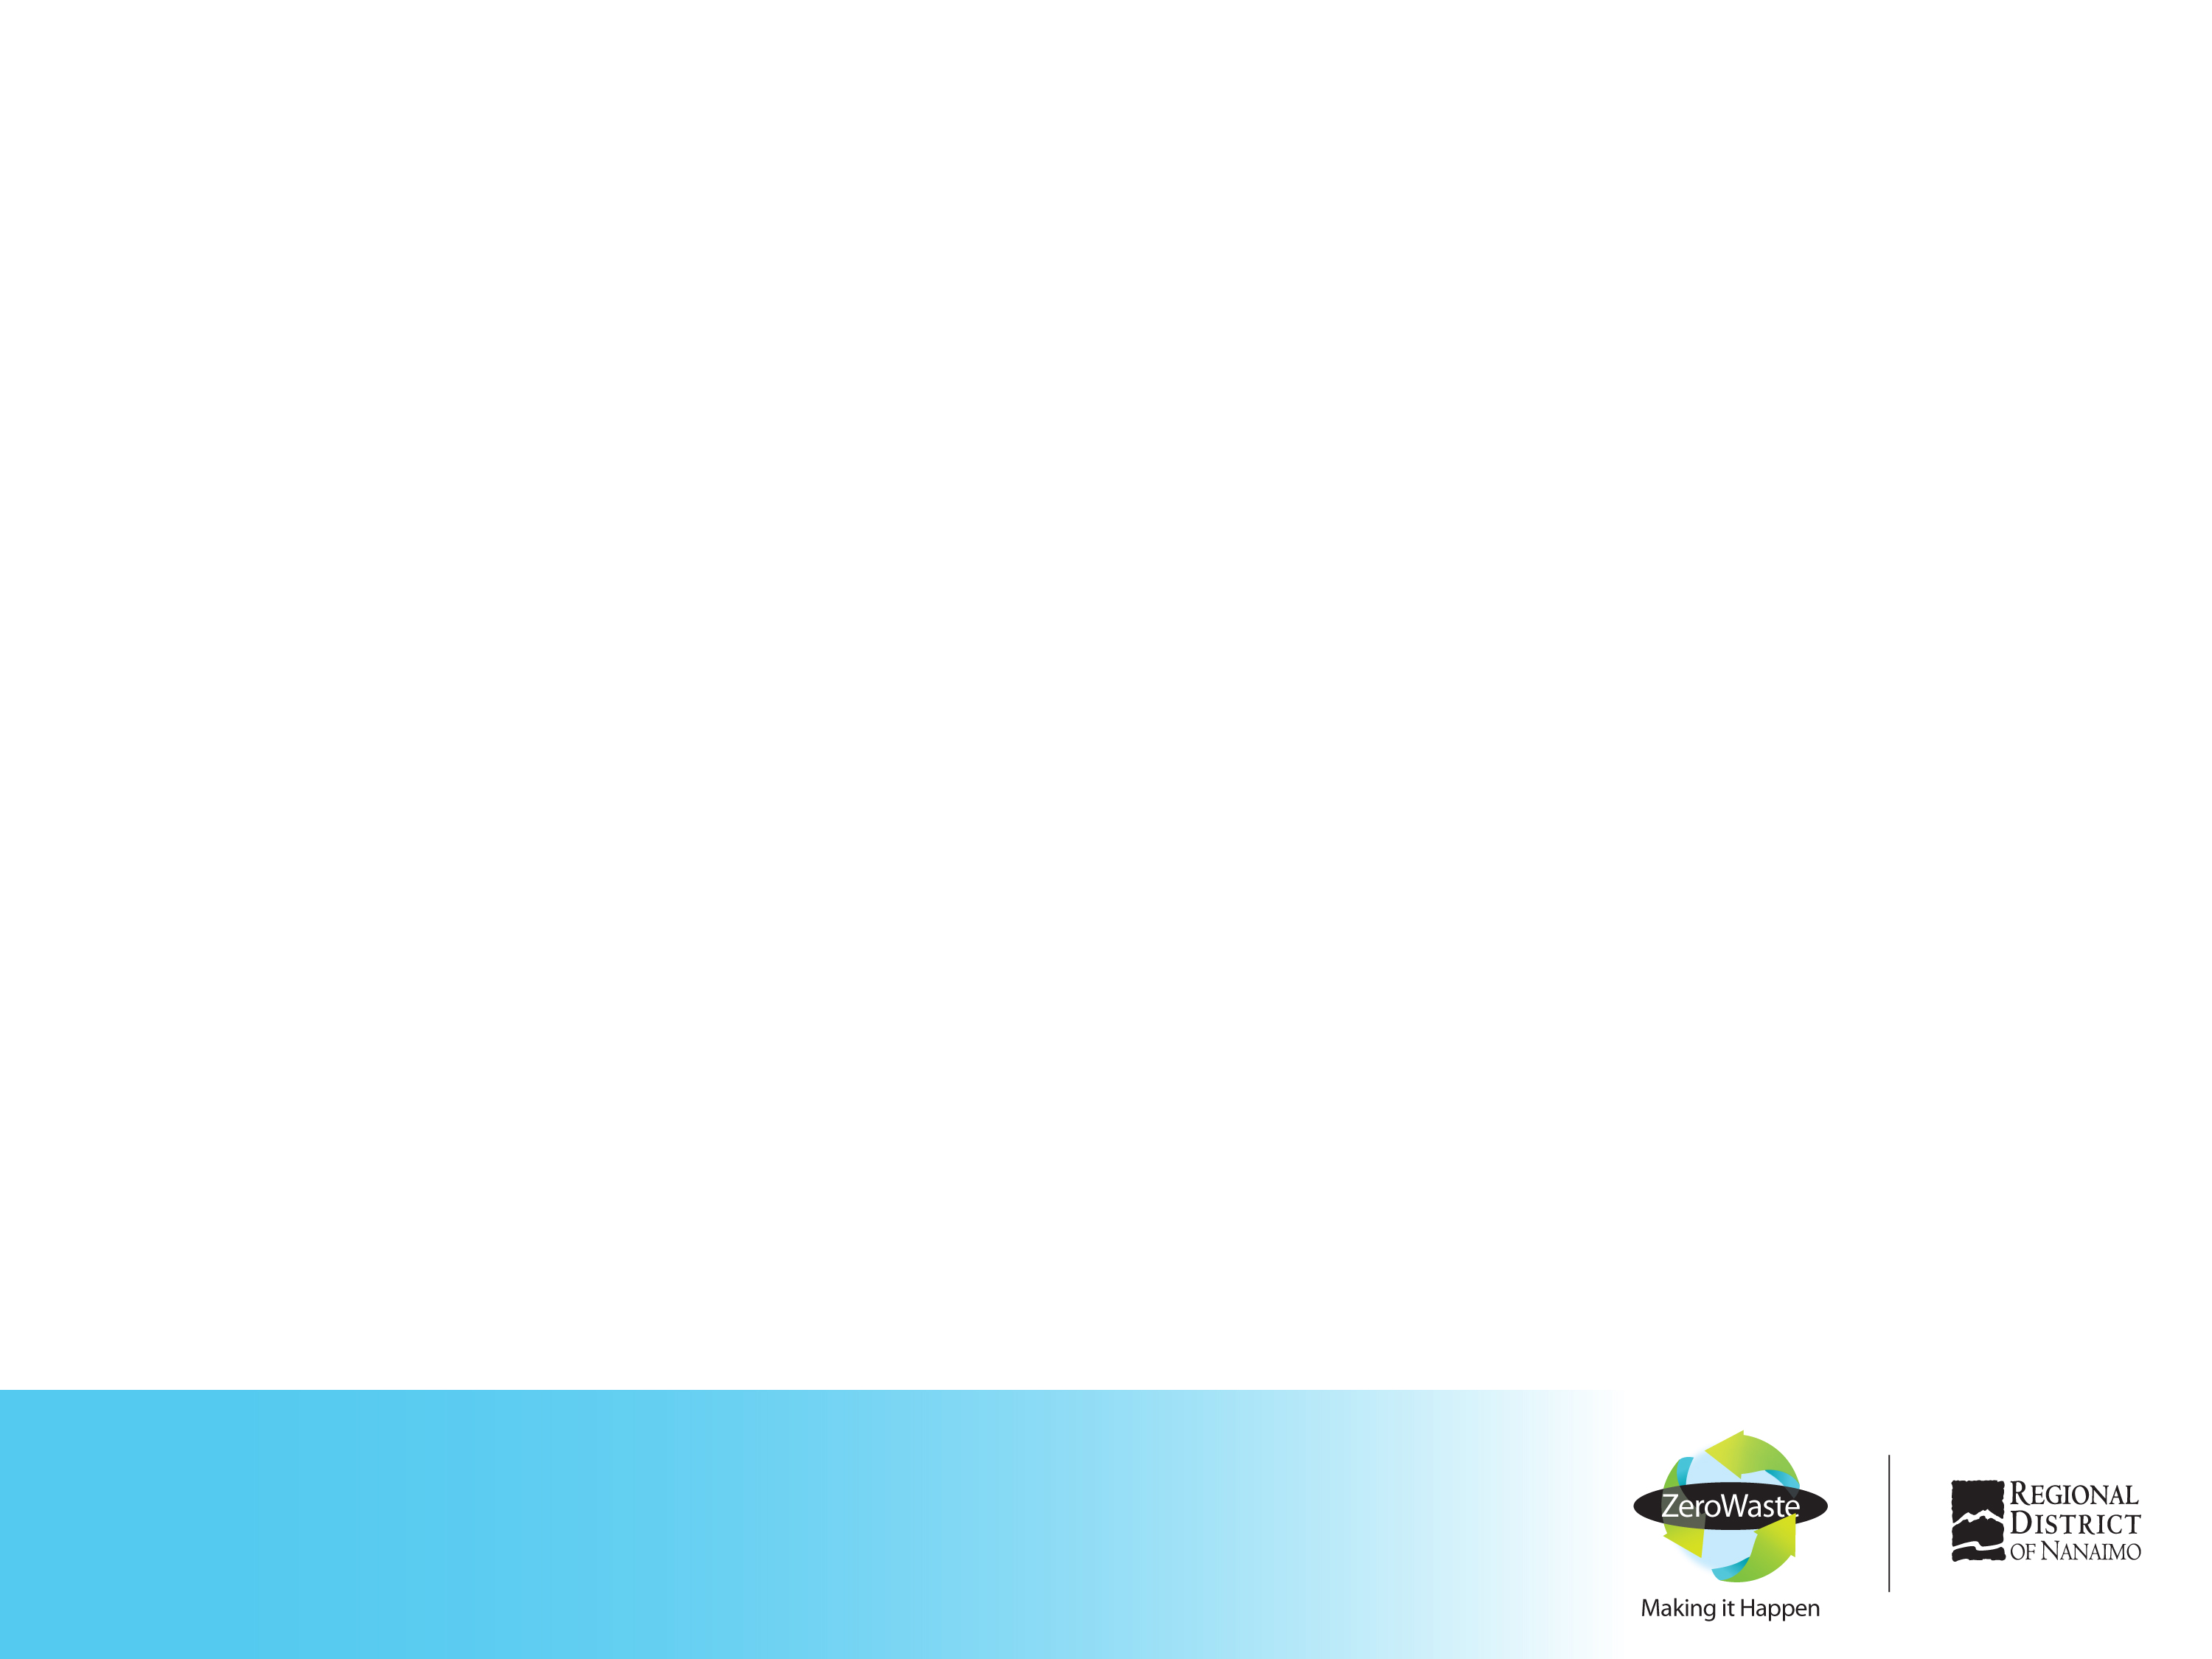 ZeroWaste
Making it Happen
REGIONAL
DISTRICT
OF NANAIMO